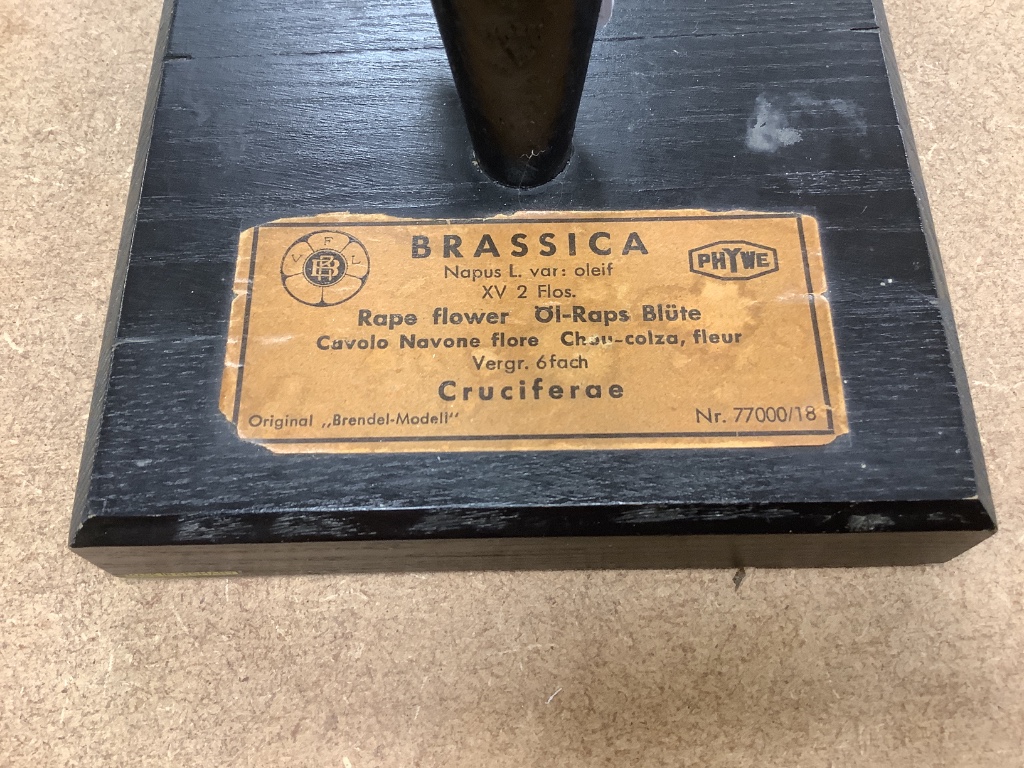 BRASSICA
Napus L. var: oleif
XV 2 Flos.
Rape flower Öl-Raps Blüte
Cavolo Navone flore Chou-colza, fleur
Vergr. 6fach
Cruciferae
Original „Brendel-Modell“
Nr. 77000/18
PHYWE
V F L
RB